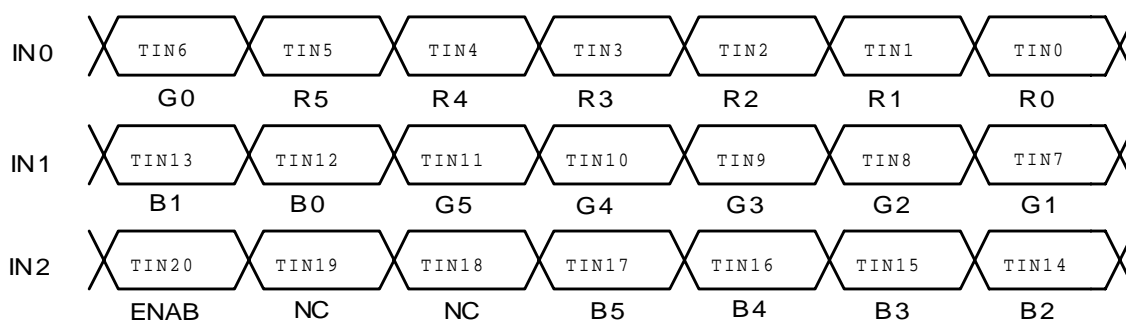 IN0 TIN6 TIN5 TIN4 TIN3 TIN2 TIN1 TIN0
G0 R5 R4 R3 R2 R1 R0
IN1 TIN13 TIN12 TIN11 TIN10 TIN9 TIN8 TIN7
B1 B0 G5 G4 G3 G2 G1
IN2 TIN20 TIN19 TIN18 TIN17 TIN16 TIN15 TIN14
ENAB NC NC B5 B4 B3 B2